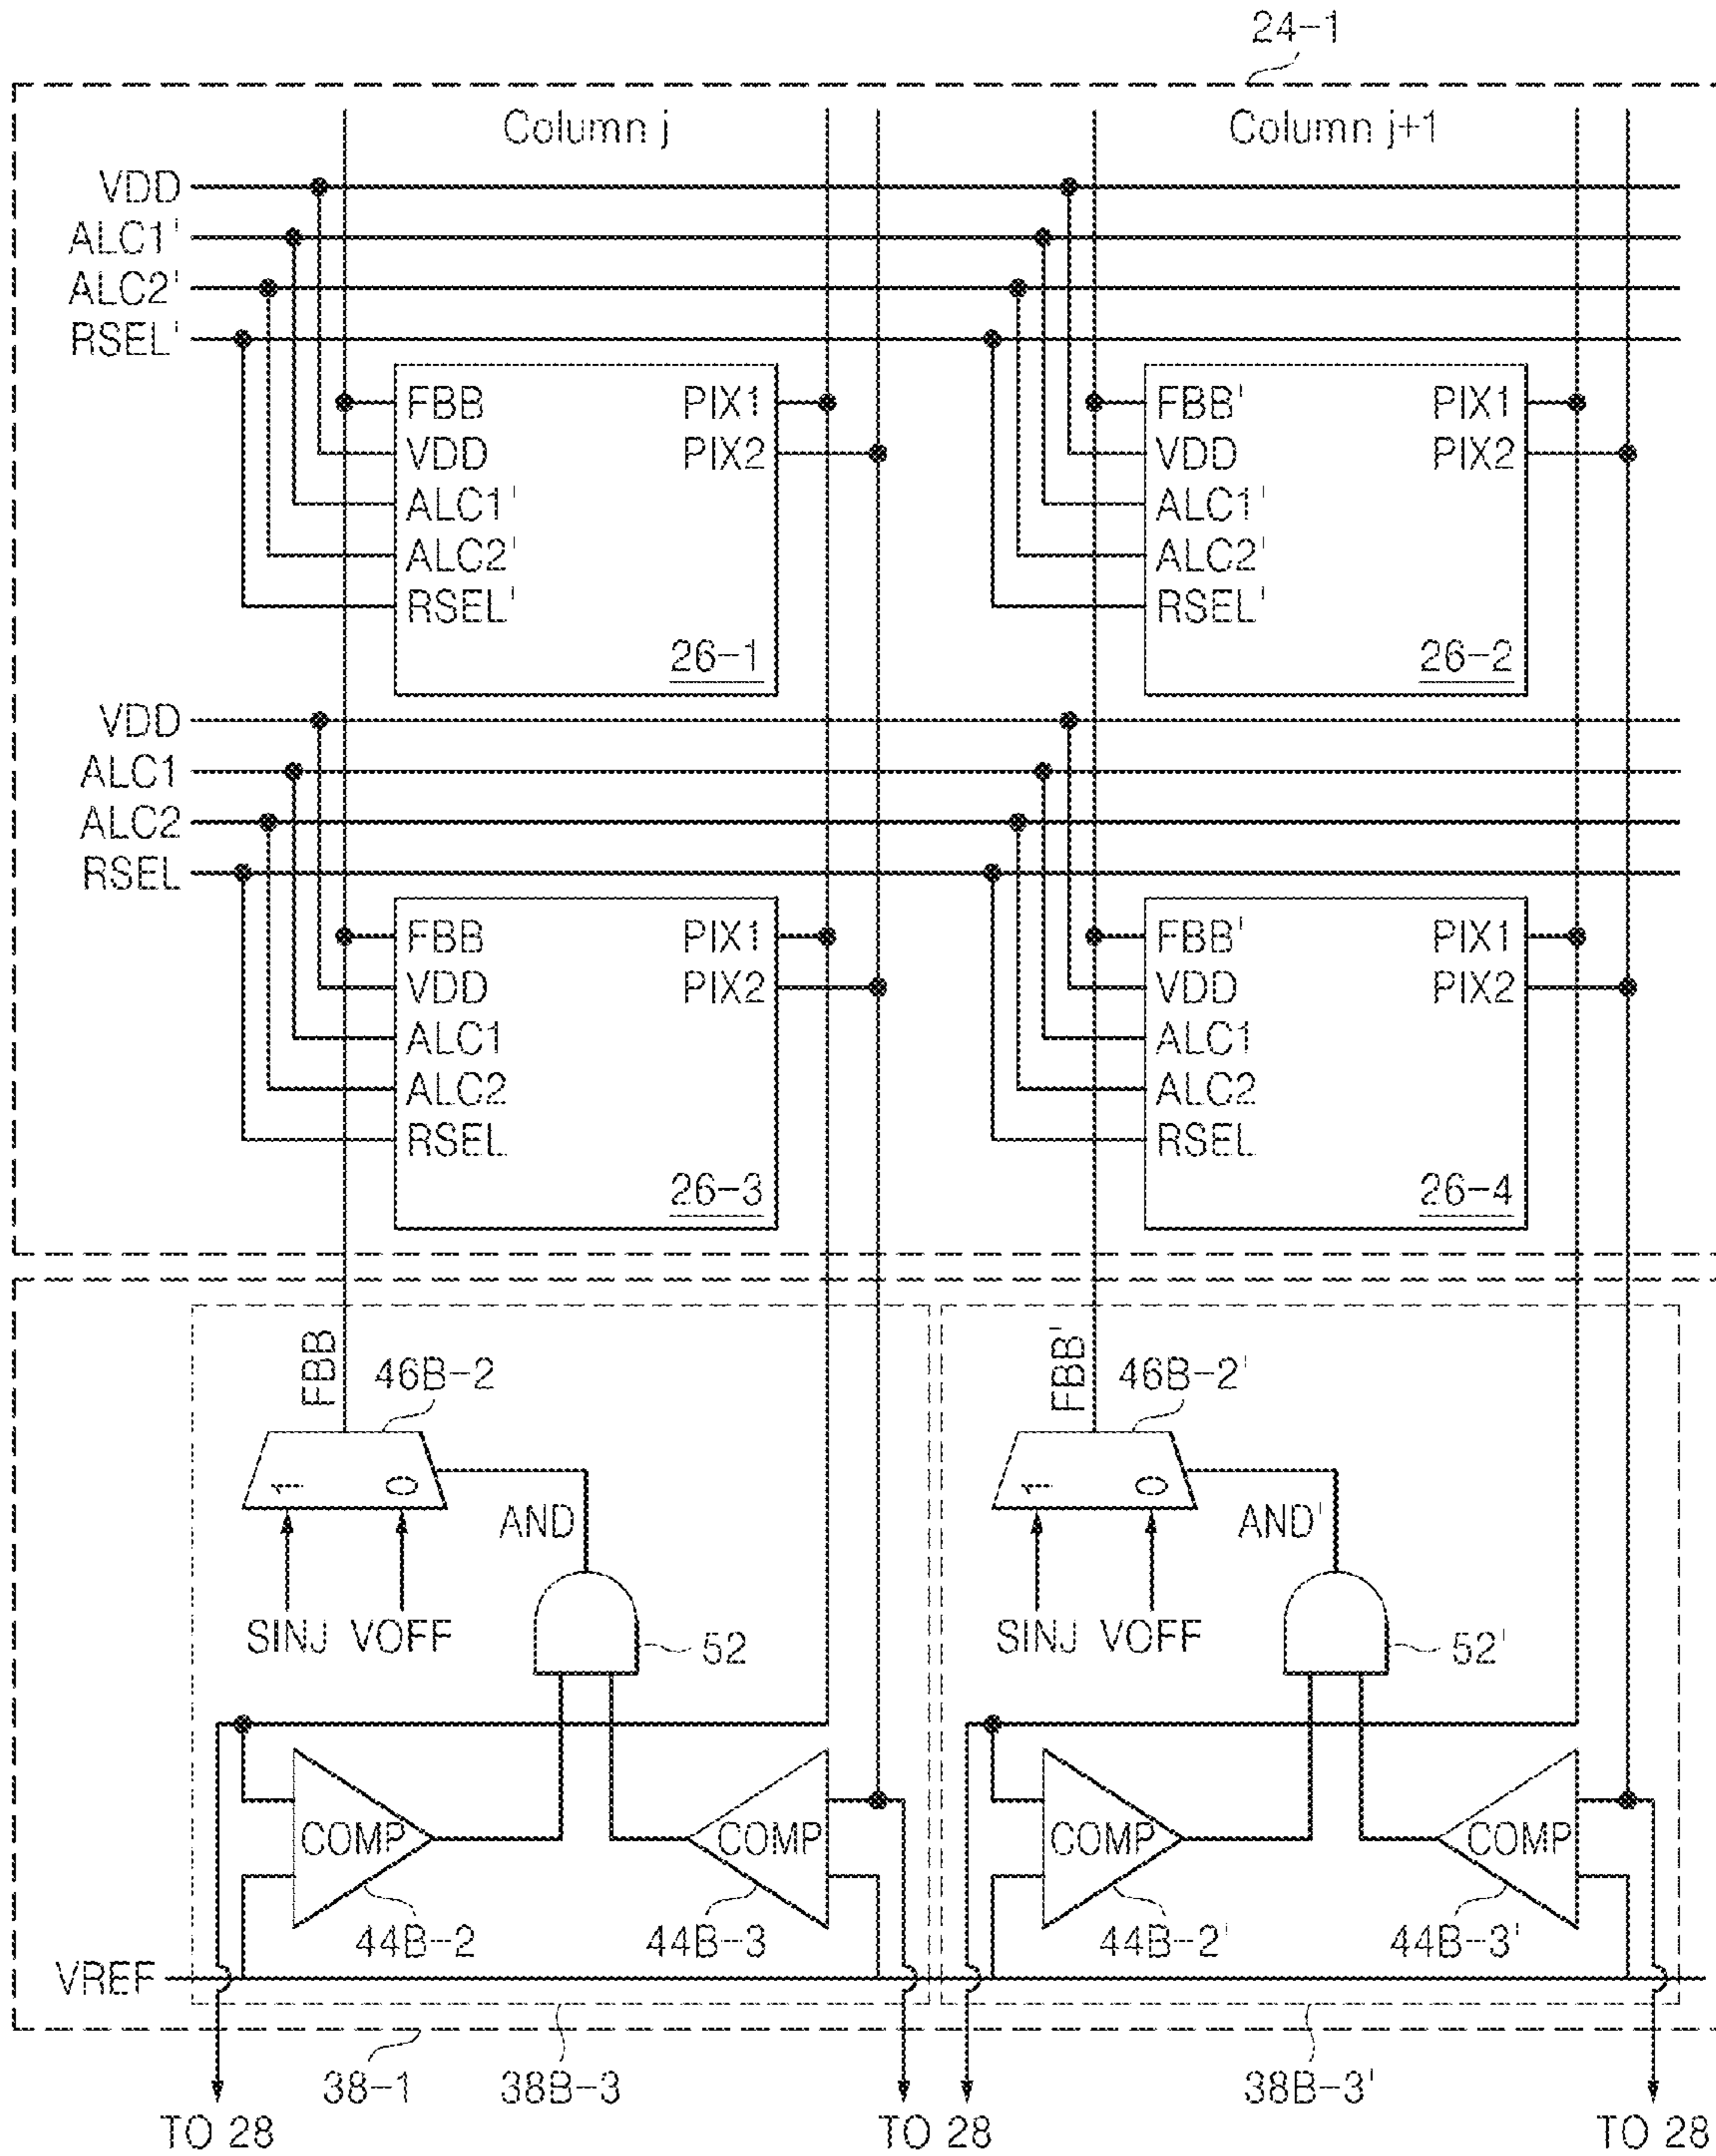 24-1
Column j
Column j+1
VDD
ALC1'
ALC2'
RSEL'
FBB
PIX1
VDD
PIX2
ALC1'
ALC2'
RSEL'
26-1
FBB'
PIX1
VDD
PIX2
ALC1'
ALC2'
RSEL'
26-2
VDD
ALC1
ALC2
RSEL
FBB
PIX1
VDD
PIX2
ALC1
ALC2
RSEL
26-3
FBB'
PIX1
VDD
PIX2
ALC1
ALC2
RSEL
26-4
FBB
46B-2
1
0
AND
SINJ
VOFF
52
COMP
COMP
44B-2
44B-3
FBB'
46B-2'
1
0
AND'
SINJ
VOFF
52'
COMP
COMP
44B-2'
44B-3'
VREF
38-1
38B-3
38B-3'
TO 28
TO 28
TO 28